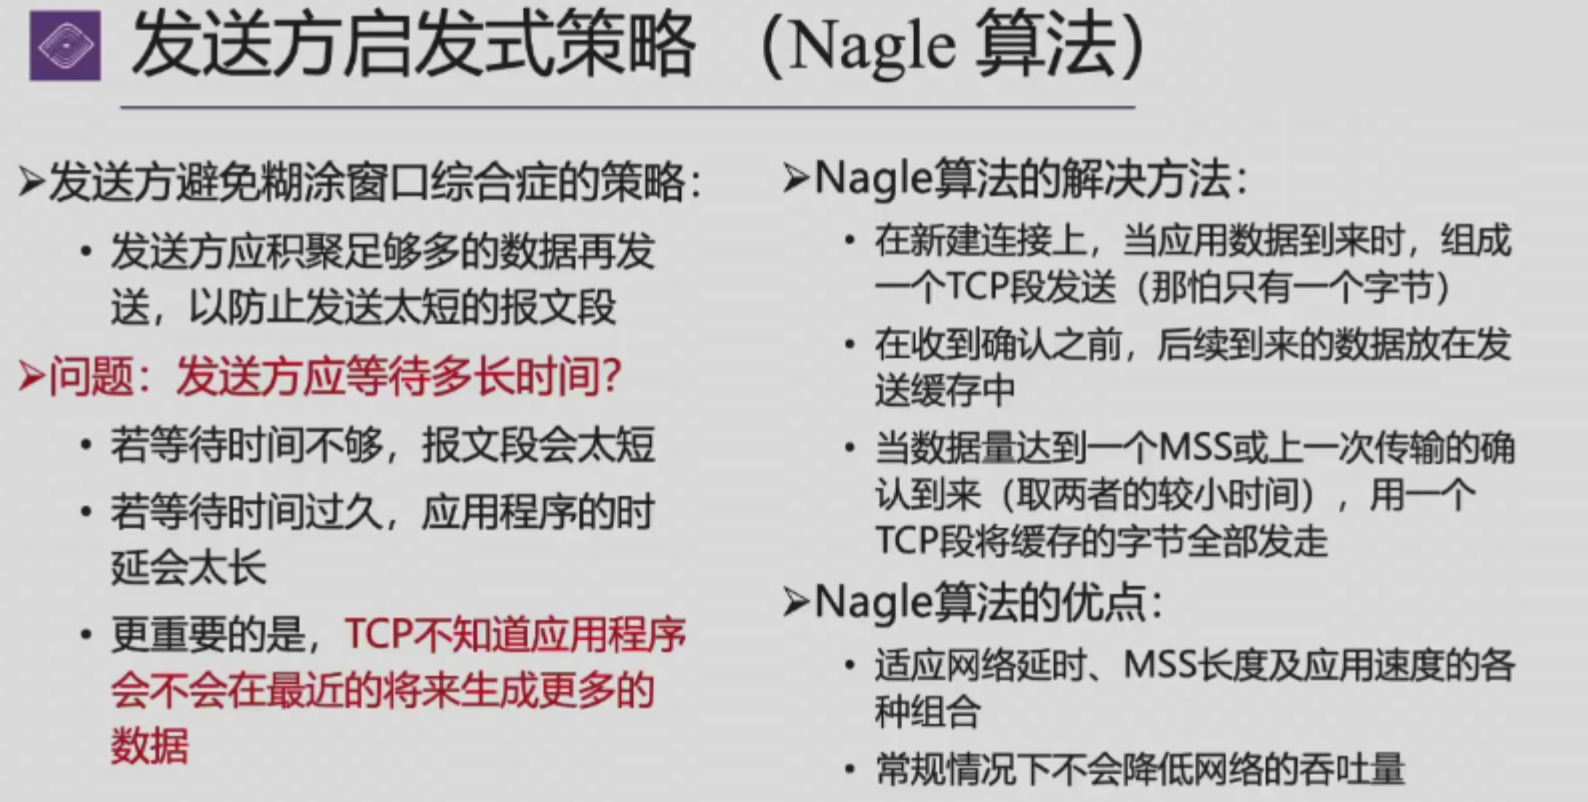 发送方启发式策略 （Nagle 算法）
➢发送方避免糊涂窗口综合症的策略：
• 发送方应积聚足够多的数据再发
送，以防止发送太短的报文段
➢问题：发送方应等待多长时间？
• 若等待时间不够，报文段会太短
• 若等待时间过久，应用程序的时
延会太长
• 更重要的是，TCP不知道应用程序
会不会在最近的将来生成更多的
数据
➢Nagle算法的解决方法：
• 在新建连接上，当应用数据到来时，组成
一个TCP段发送（那怕只有一个字节）
• 在收到确认之前，后续到来的数据放在发
送缓存中
• 当数据量达到一个MSS或上一次传输的确
认到来（取两者的较小时间），用一个
TCP段将缓存的字节全部发走
➢Nagle算法的优点：
• 适应网络延时、MSS长度及应用速度的各
种组合
• 常规情况下不会降低网络的吞吐量